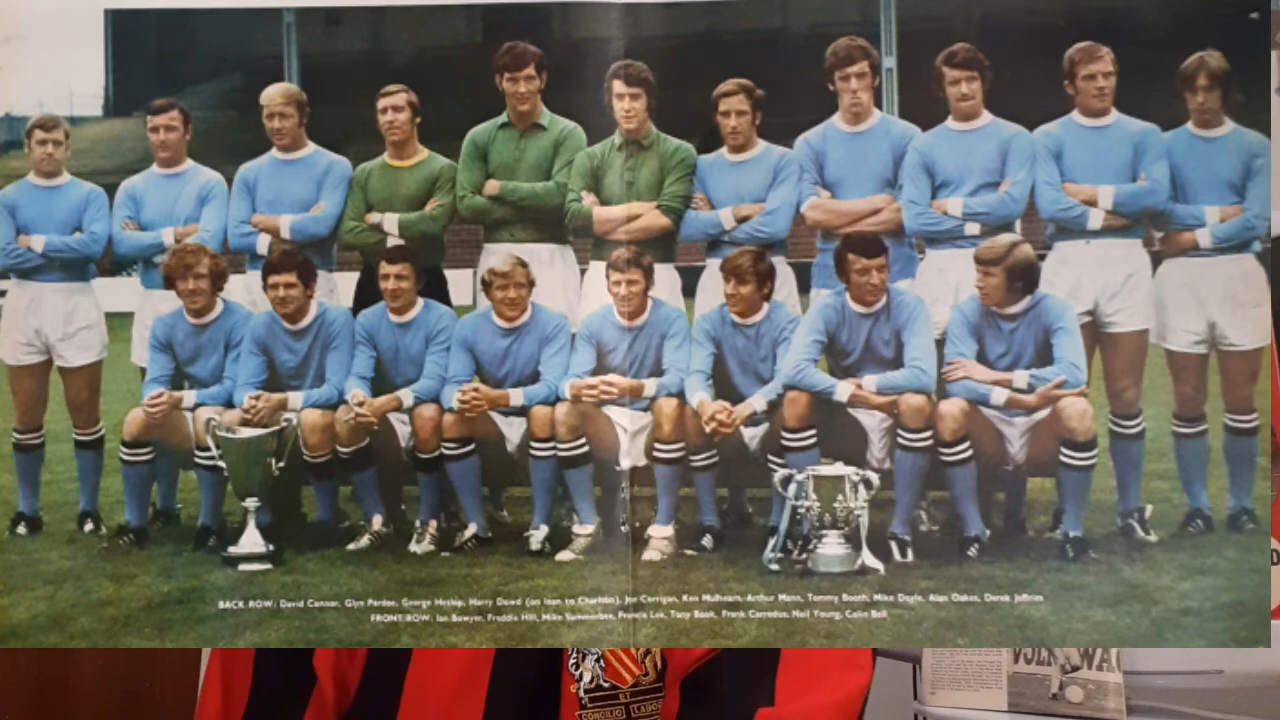 BACK ROW: David Connor, Glyn Pardoe, George Heslop, Harry Dowd (on loan to Charlton), Joe Corrigan, Ken Mulhearn, Arthur Mann, Tommy Booth, Mike Doyle, Alan Oakes, Derek Jeffries
FRONT ROW: Ian Bowyer, Freddie Hill, Mike Summerbee, Francis Lee, Tony Book, Frank Carrodus, Neil Young, Colin Bell
ET
CONCILIO LABO